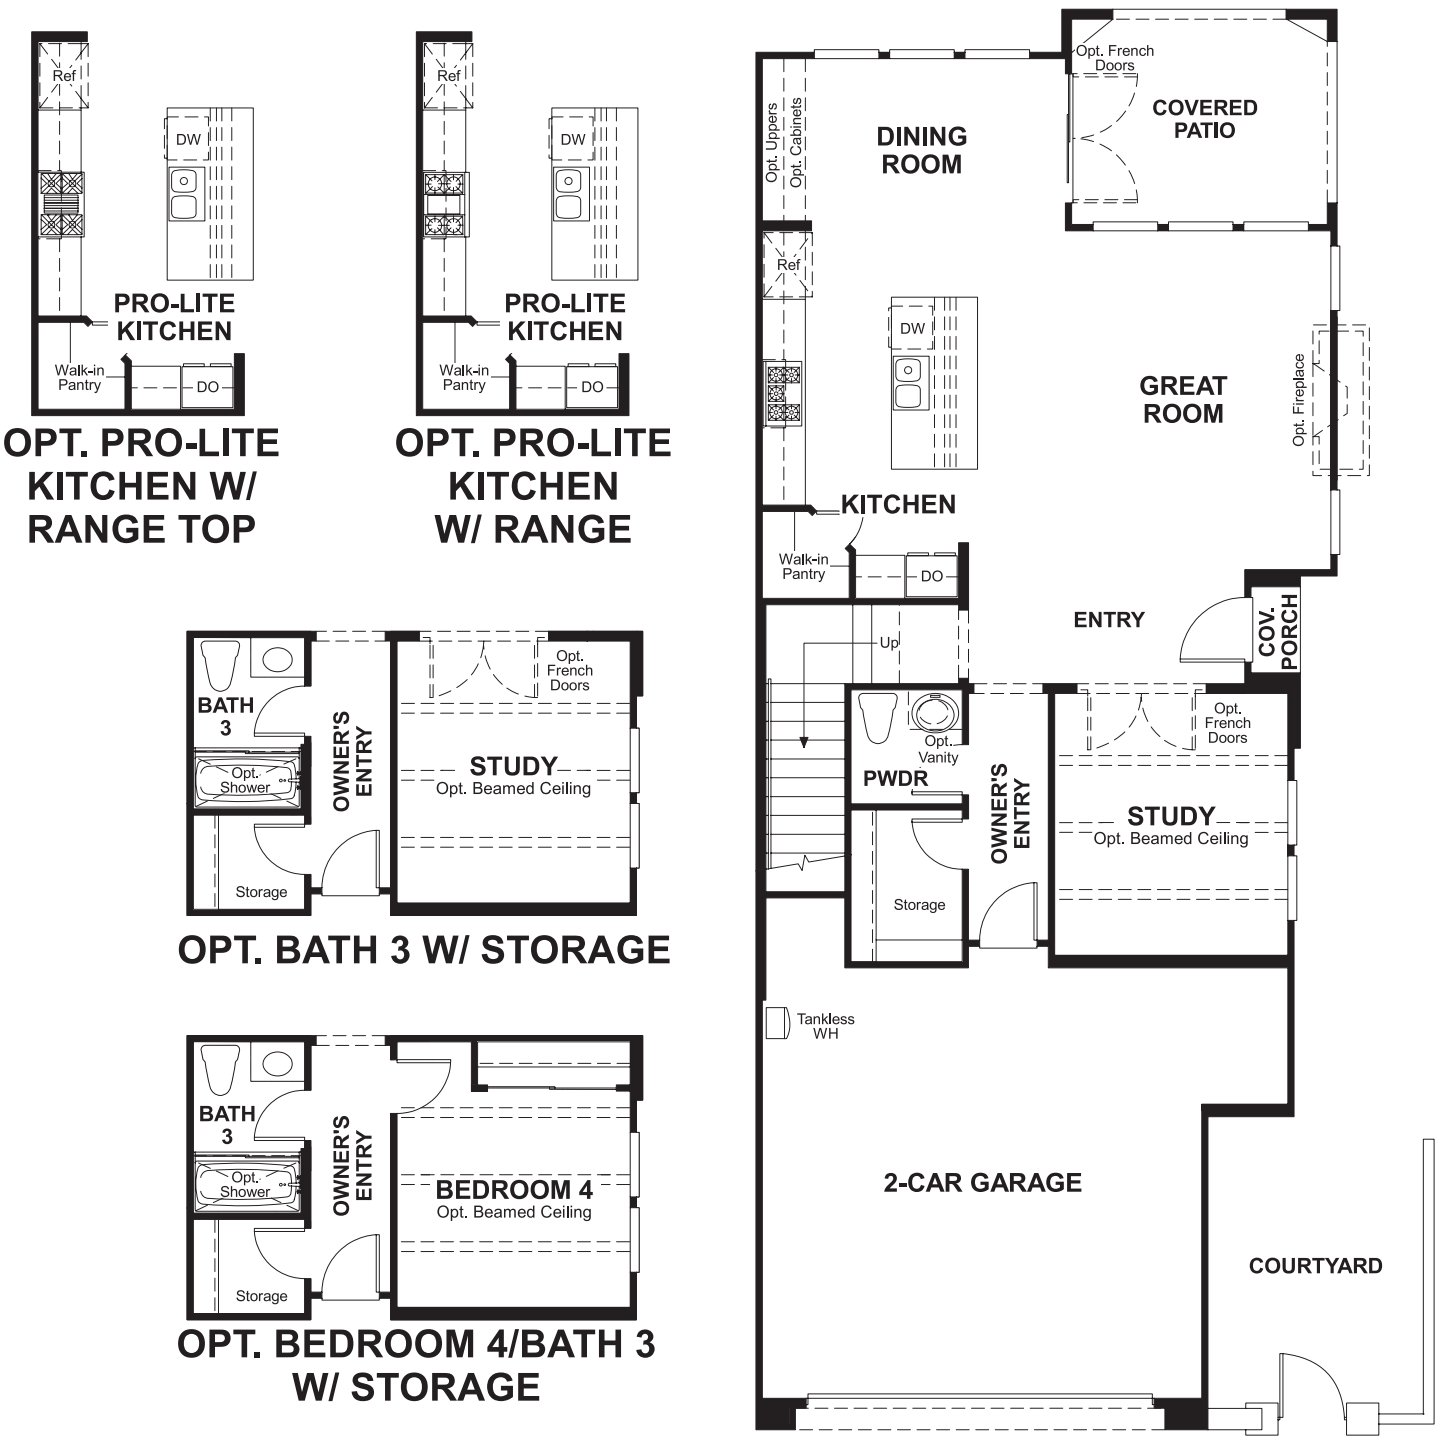 Ref
DW
PRO-LITE
KITCHEN
Walk-in
Pantry
DO
OPT. PRO-LITE
KITCHEN W/
RANGE TOP
Ref
DW
PRO-LITE
KITCHEN
Walk-in
Pantry
DO
OPT. PRO-LITE
KITCHEN
W/ RANGE
Opt.
French
Doors
BATH
3
OWNER'S
ENTRY
STUDY
Opt. Beamed Ceiling
Opt.
Shower
Storage
OPT. BATH 3 W/ STORAGE
BATH
3
OWNER'S
ENTRY
Opt.
Shower
BEDROOM 4
Opt. Beamed Ceiling
Storage
OPT. BEDROOM 4/BATH 3
W/ STORAGE
Opt. French
Doors
COVERED
PATIO
Opt. Uppers
Opt. Cabinets
DINING
ROOM
Ref
DW
GREAT
ROOM
Opt. Fireplace
KITCHEN
Walk-in
Pantry
DO
ENTRY
COV.
PORCH
Up
Opt.
Vanity
PWDR
OWNER'S
ENTRY
Opt.
French
Doors
STUDY
Opt. Beamed Ceiling
Storage
Tankless
WH
2-CAR GARAGE
COURTYARD